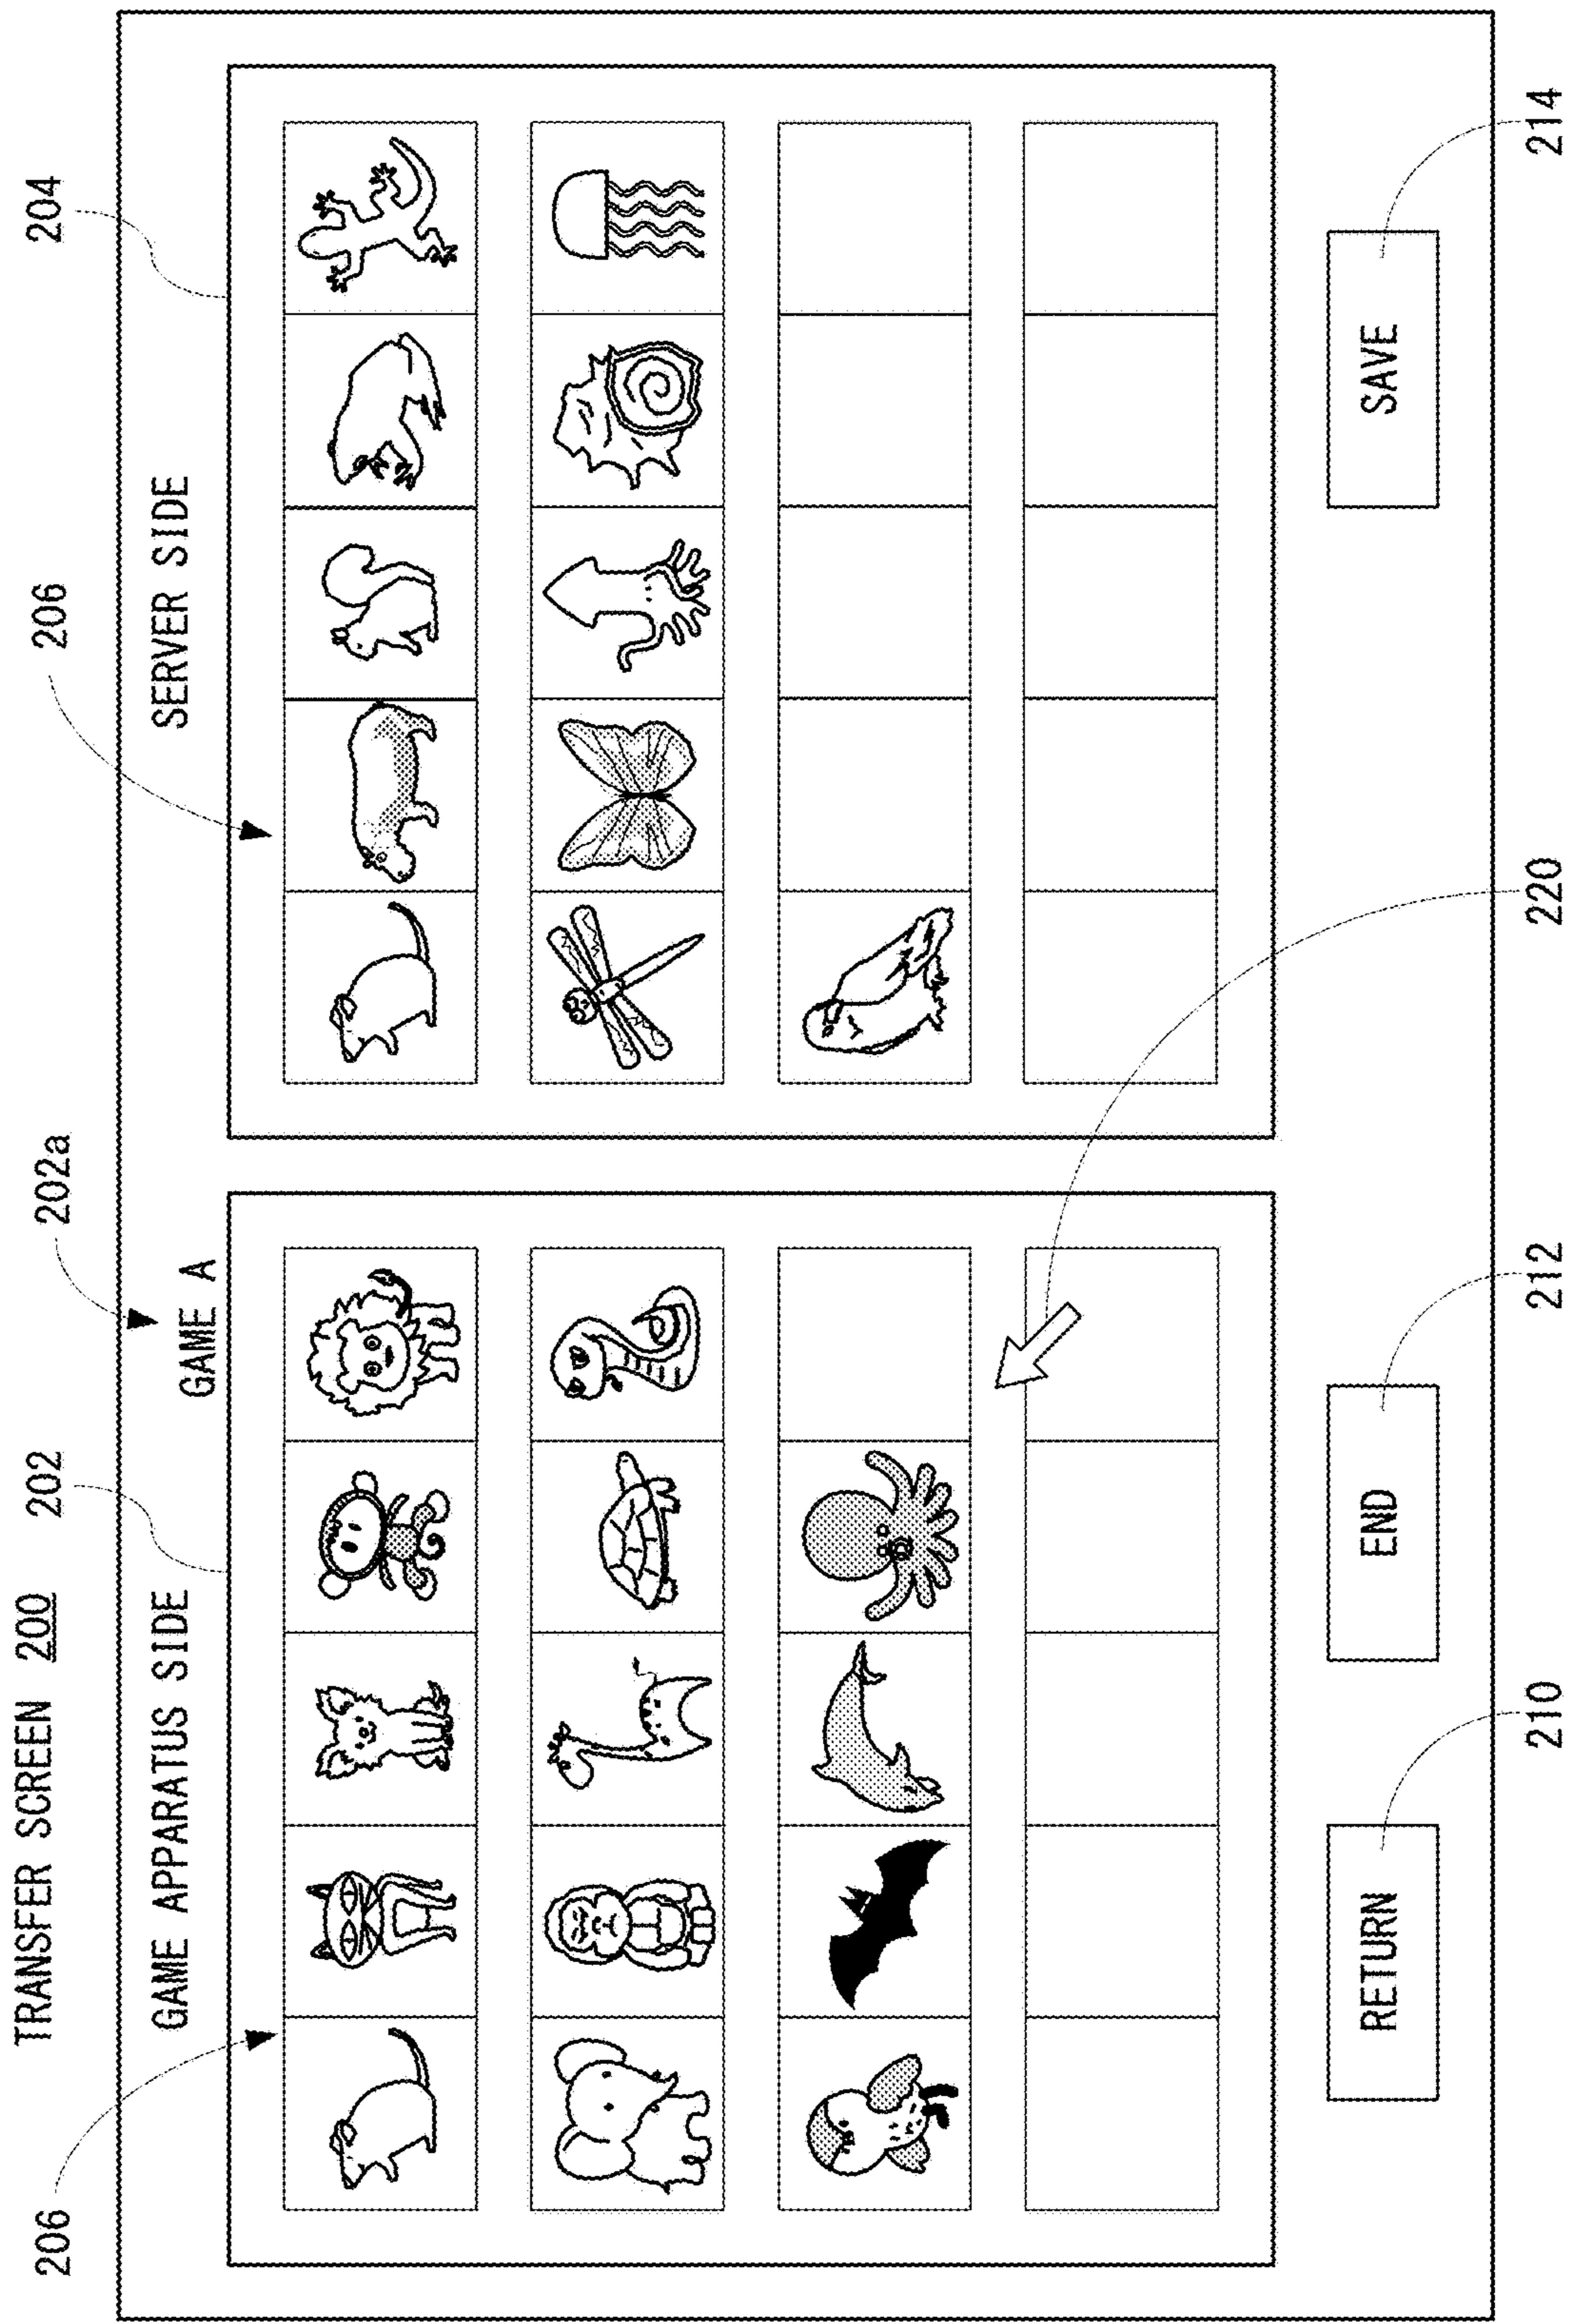 TRANSFER SCREEN 200
202
202a
206
206
204
GAME APPARATUS SIDE
GAME A
SERVER SIDE
RETURN
END
SAVE
210
212
220
214